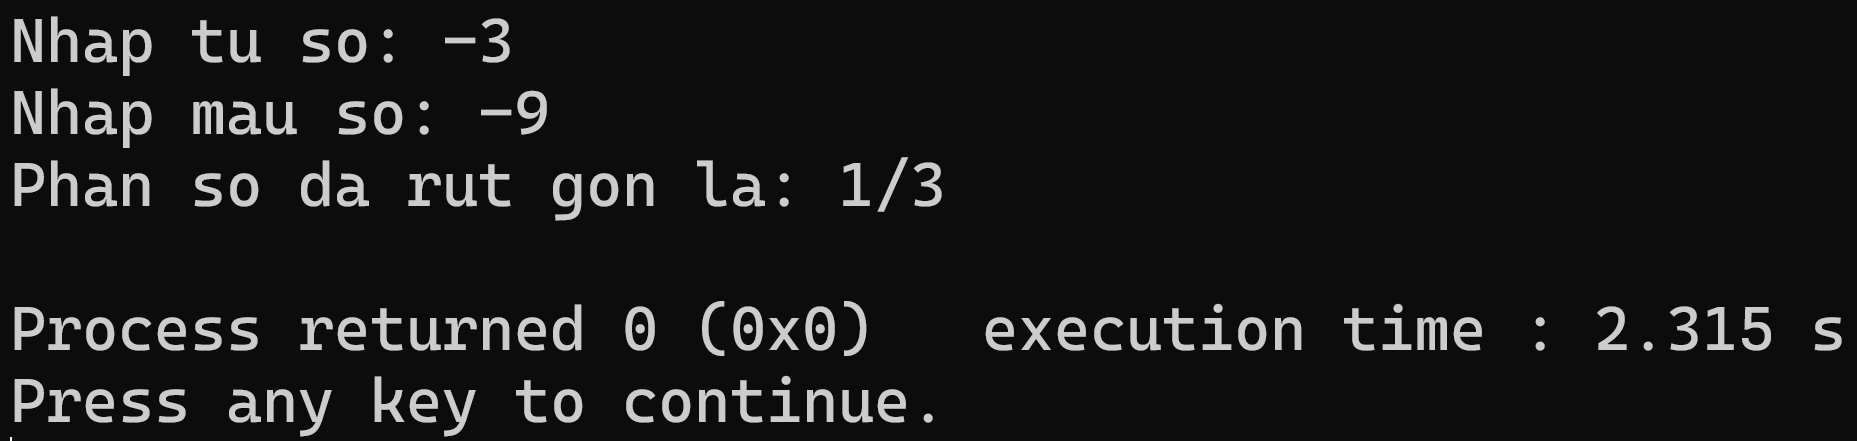 Nhap tu so: -3
Nhap mau so: -9
Phan so da rut gon la: 1/3
Process returned 0 (0x0)   execution time : 2.315 s
Press any key to continue.